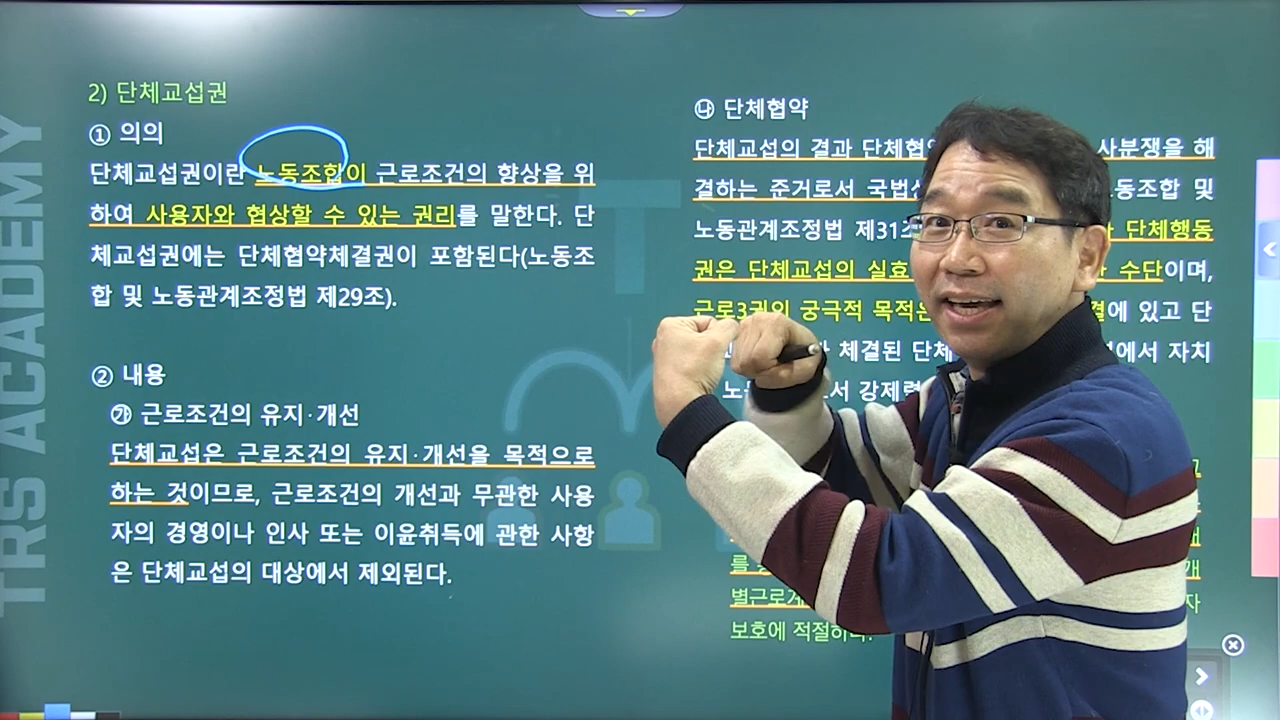 TRS ACADEMY
2) 단체교섭권
① 의의
단체교섭권이란 노동조합이 근로조건의 향상을 위
하여 사용자와 협상할 수 있는 권리를 말한다. 단
체교섭권에는 단체협약체결권이 포함된다(노동조
합 및 노동관계조정법 제29조).
② 내용
㉮ 근로조건의 유지·개선
단체교섭은 근로조건의 유지·개선을 목적으로
하는 것이므로, 근로조건의 개선과 무관한 사용
자의 경영이나 인사 또는 이윤취득에 관한 사항
은 단체교섭의 대상에서 제외된다.
㉯ 단체협약
단체교섭의 결과 단체협 사분쟁을 해
결하는 준거로서 국법 동조합 및
노동관계조정법 제31조 단체행동
권은 단체교섭의 실효 수단이며,
근로3권의 궁극적 목적은 에 있고 단
체결된 단체 에서 자치
노 서 강제력
를
별근로계 자
보호에 적절하다.